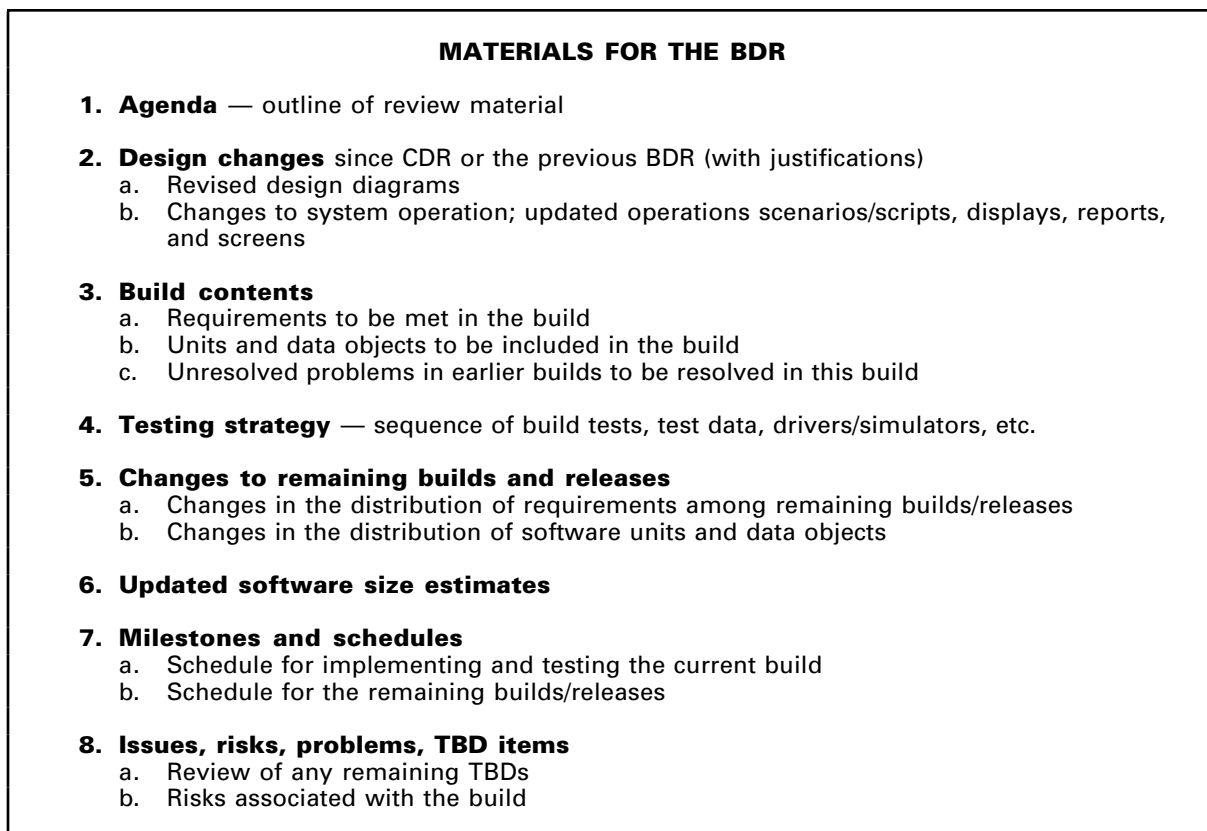 MATERIALS FOR THE BDR
1. Agenda — outline of review material
2. Design changes since CDR or the previous BDR (with justifications)
a. Revised design diagrams
b. Changes to system operation; updated operations scenarios/scripts, displays, reports,
and screens
3. Build contents
a. Requirements to be met in the build
b. Units and data objects to be included in the build
c. Unresolved problems in earlier builds to be resolved in this build
4. Testing strategy — sequence of build tests, test data, drivers/simulators, etc.
5. Changes to remaining builds and releases
a. Changes in the distribution of requirements among remaining builds/releases
b. Changes in the distribution of software units and data objects
6. Updated software size estimates
7. Milestones and schedules
a. Schedule for implementing and testing the current build
b. Schedule for the remaining builds/releases
8. Issues, risks, problems, TBD items
a. Review of any remaining TBDs
b. Risks associated with the build